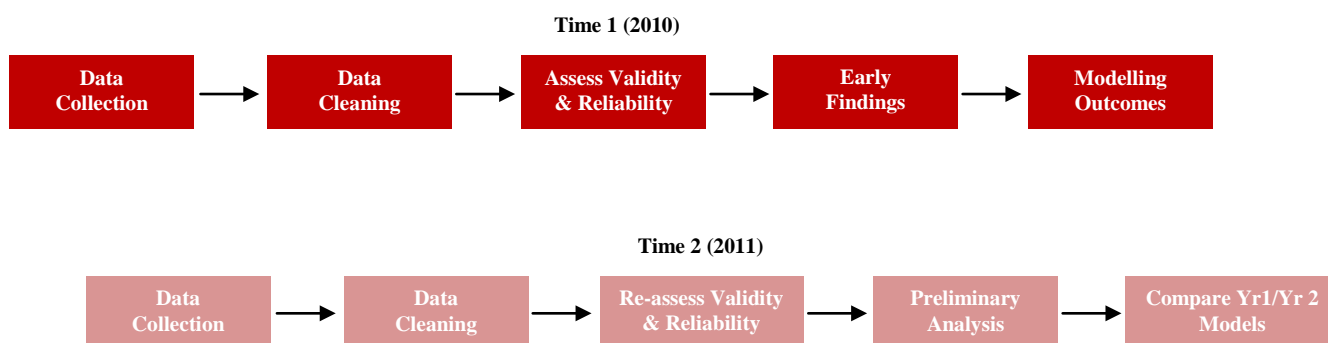 Time 1 (2010)
Data
Collection
Data
Cleaning
Assess Validity
& Reliability
Early
Findings
Modelling
Outcomes
Time 2 (2011)
Data
Collection
Data
Cleaning
Re-assess Validity
& Reliability
Preliminary
Analysis
Compare Yr1/Yr 2
Models